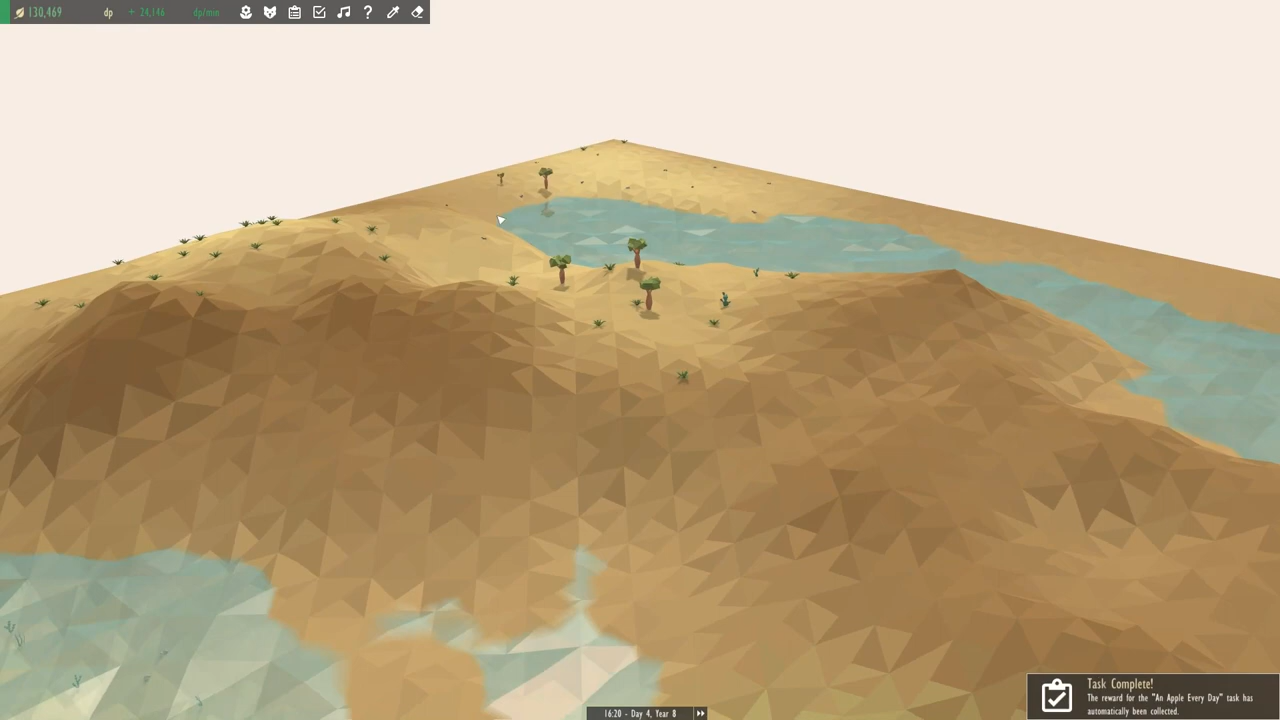 130,469 dp + 24,146 dp/min
?
Task Complete!
The reward for the "An Apple Every Day" task has
automatically been collected.
16:20 - Day 4, Year 8